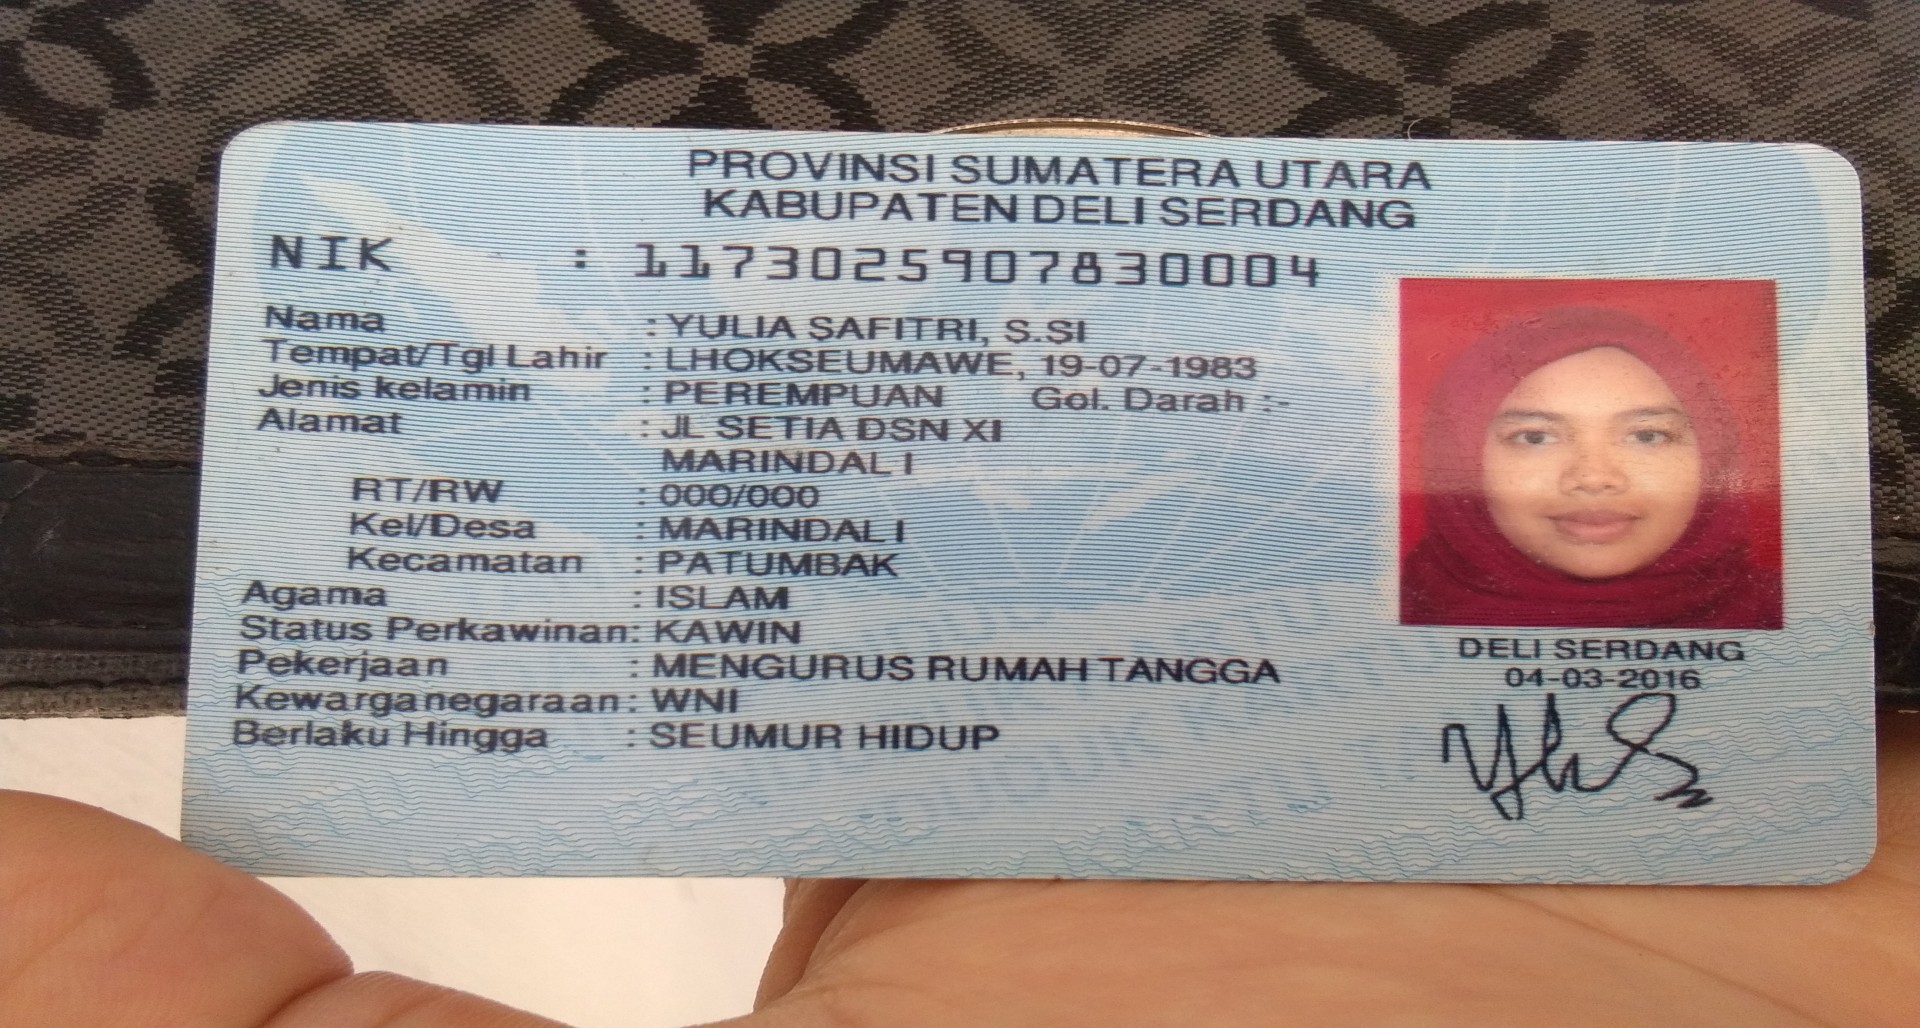 PROVINSI SUMATERA UTARA
KABUPATEN DELI SERDANG
NIK : 1173025907830004
Nama : YULIA SAFITRI, S.SI
Tempat/Tgl Lahir : LHOKSEUMAWE, 19-07-1983
Jenis kelamin : PEREMPUAN Gol. Darah :-
Alamat : JL SETIA DSN XI
MARINDAL I
RT/RW : 000/000
Kel/Desa : MARINDAL I
Kecamatan : PATUMBAK
Agama : ISLAM
Status Perkawinan: KAWIN
Pekerjaan : MENGURUS RUMAH TANGGA
Kewarganegaraan: WNI
Berlaku Hingga : SEUMUR HIDUP
DELI SERDANG
04-03-2016